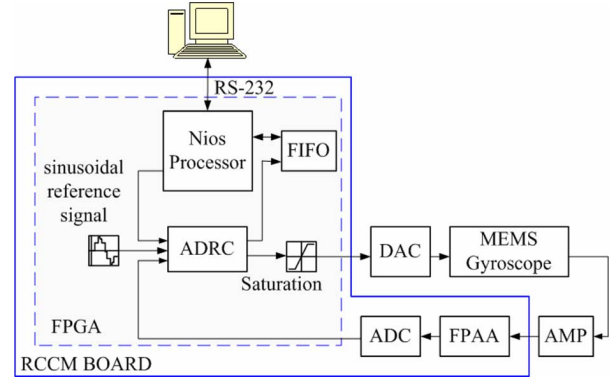 RS-232
Nios
Processor
FIFO
sinusoidal
reference
signal
ADRC
Saturation
DAC
MEMS
Gyroscope
FPGA
ADC
FPAA
AMP
RCCM BOARD